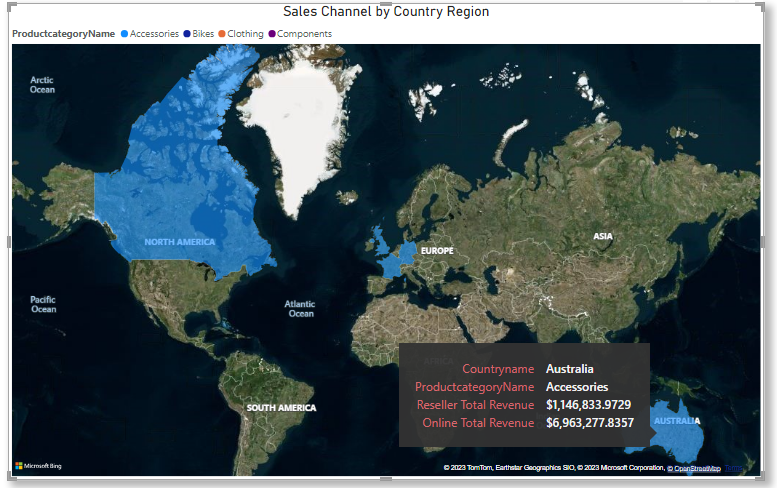 Sales Channel by Country Region
ProductcategoryName Accessories Bikes Clothing Components
Arctic
Ocean
NORTH AMERICA
EUROPE
ASIA
Pacific
Ocean
Atlantic
Ocean
Countryname Australia
ProductcategoryName Accessories
Reseller Total Revenue $1,146,833.9729
Online Total Revenue $6,963,277.8357
SOUTH AMERICA
AUSTRALIA
Microsoft Bing
© 2023 TomTom, Earthstar Geographics SIO, © 2023 Microsoft Corporation, © OpenStreetMap Terms